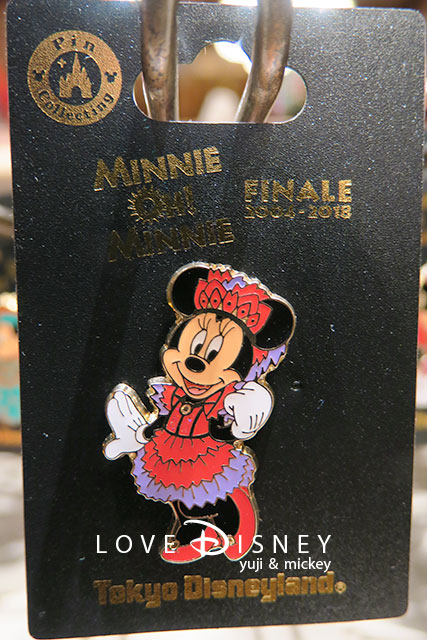 Pin
Collecting
MINNIE
OH!
MINNIE
FINALE
2004-2018
LOVE DISNEY
yuji & mickey
Tokyo Disneyland®